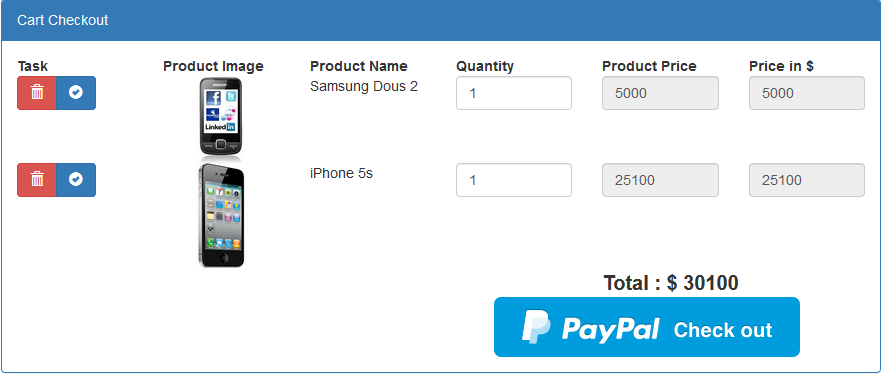 Cart Checkout
Task Product Image Product Name Quantity Product Price Price in $
Samsung Dous 2 1 5000 5000
SAMSUNG
Linked in
iPhone 5s 1 25100 25100
Total : $ 30100
PayPal Check out